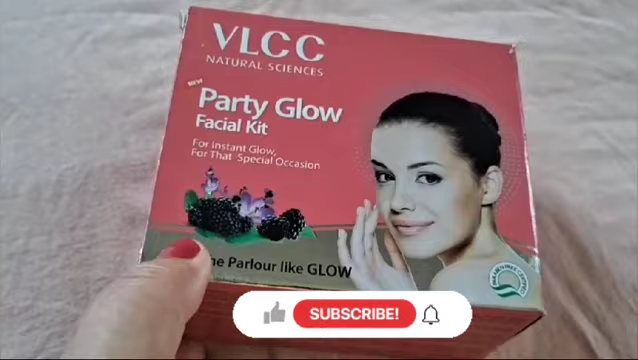 VLCC
NATURAL SCIENCES
NEW
Party Glow
Facial Kit
For Instant Glow,
For That Special Occasion
Parlour like GLOW
SUBSCRIBE!